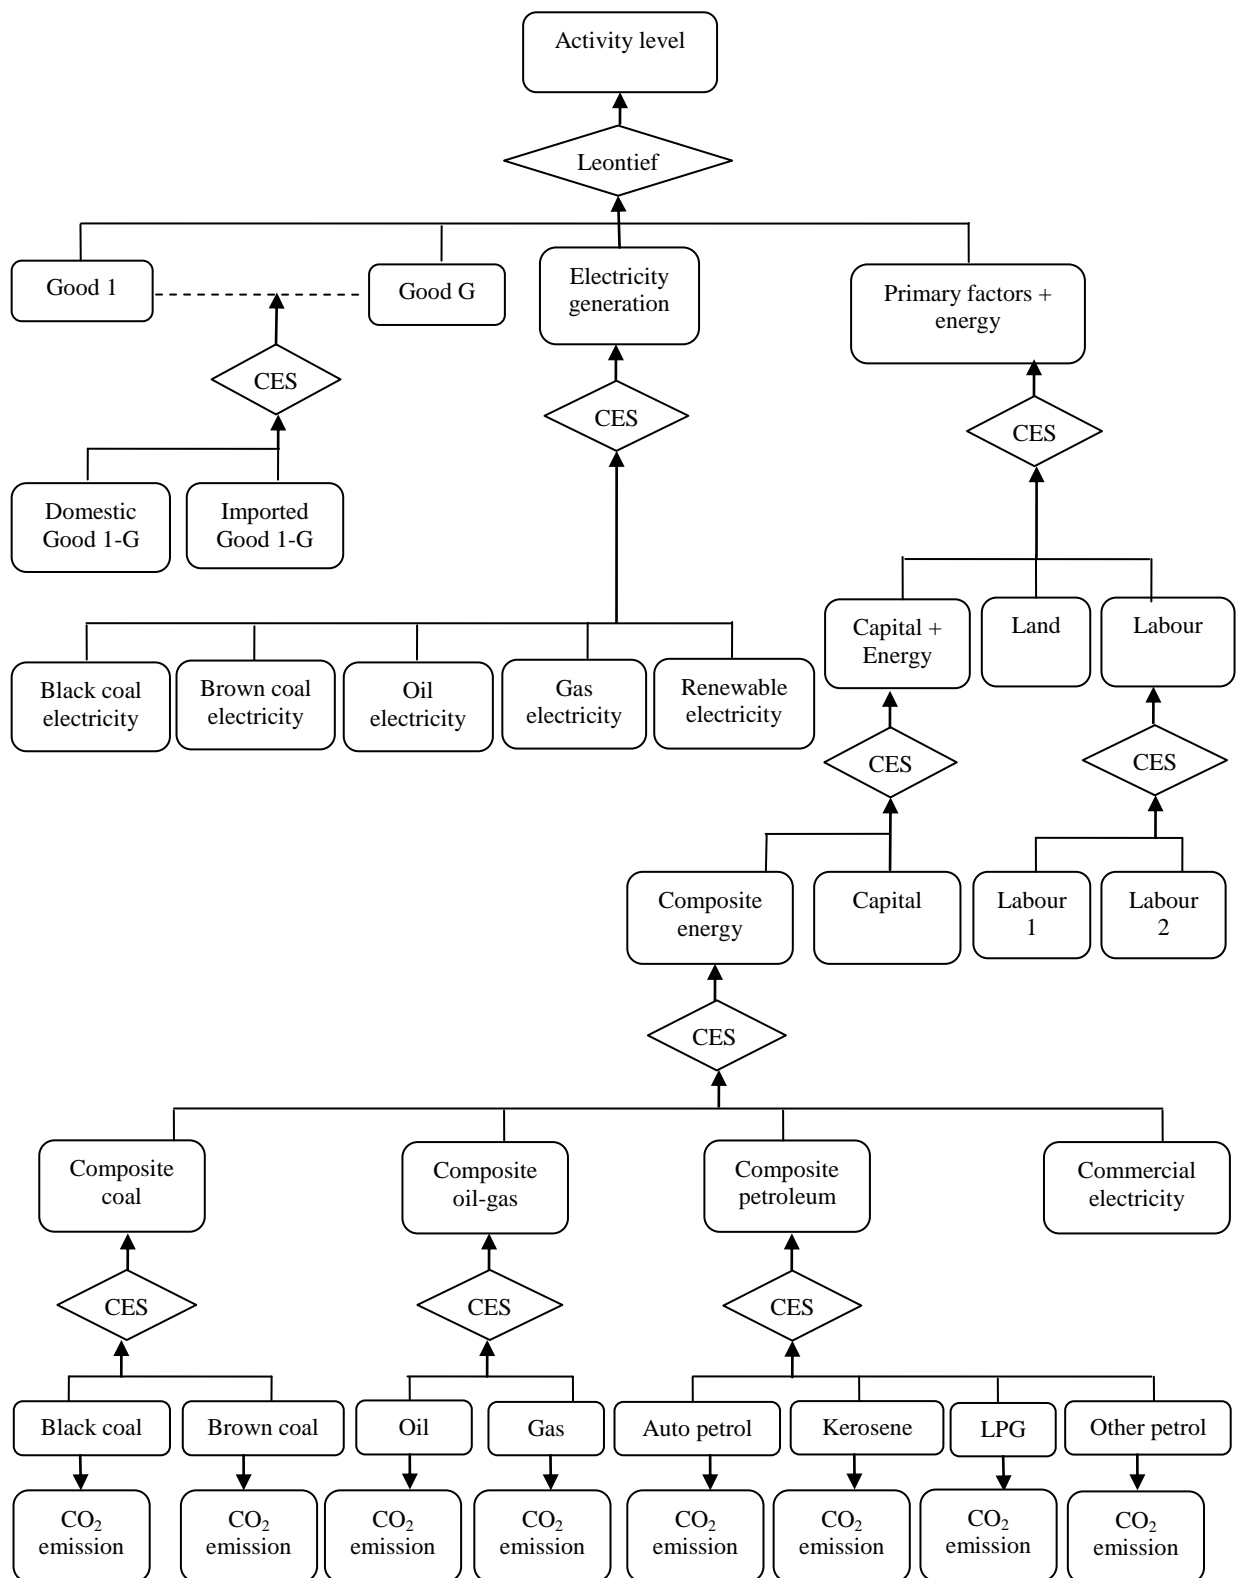 Activity level
Leontief
Good 1
Good G
Electricity
generation
Primary factors +
energy
CES
CES
CES
Domestic
Good 1-G
Imported
Good 1-G
Capital +
Energy
Land
Labour
Black coal
electricity
Brown coal
electricity
Oil
electricity
Gas
electricity
Renewable
electricity
CES
CES
Composite
energy
Capital
Labour
1
Labour
2
CES
Composite
coal
Composite
oil-gas
Composite
petroleum
Commercial
electricity
CES
CES
CES
Black coal
Brown coal
Oil
Gas
Auto petrol
Kerosene
LPG
Other petrol
CO₂
emission
CO₂
emission
CO₂
emission
CO₂
emission
CO₂
emission
CO₂
emission
CO₂
emission
CO₂
emission